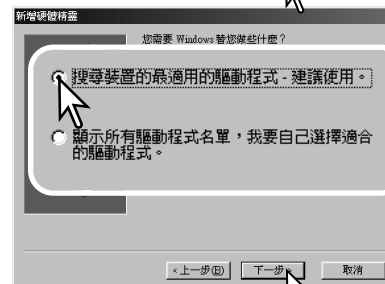 新增硬體精靈
您需要 Windows 替您做些什麼？
搜尋裝置的最適用的驅動程式 - 建議使用。
顯示所有驅動程式名單，我要自己選擇適合
的驅動程式。
<上一步(B) 下一步> 取消